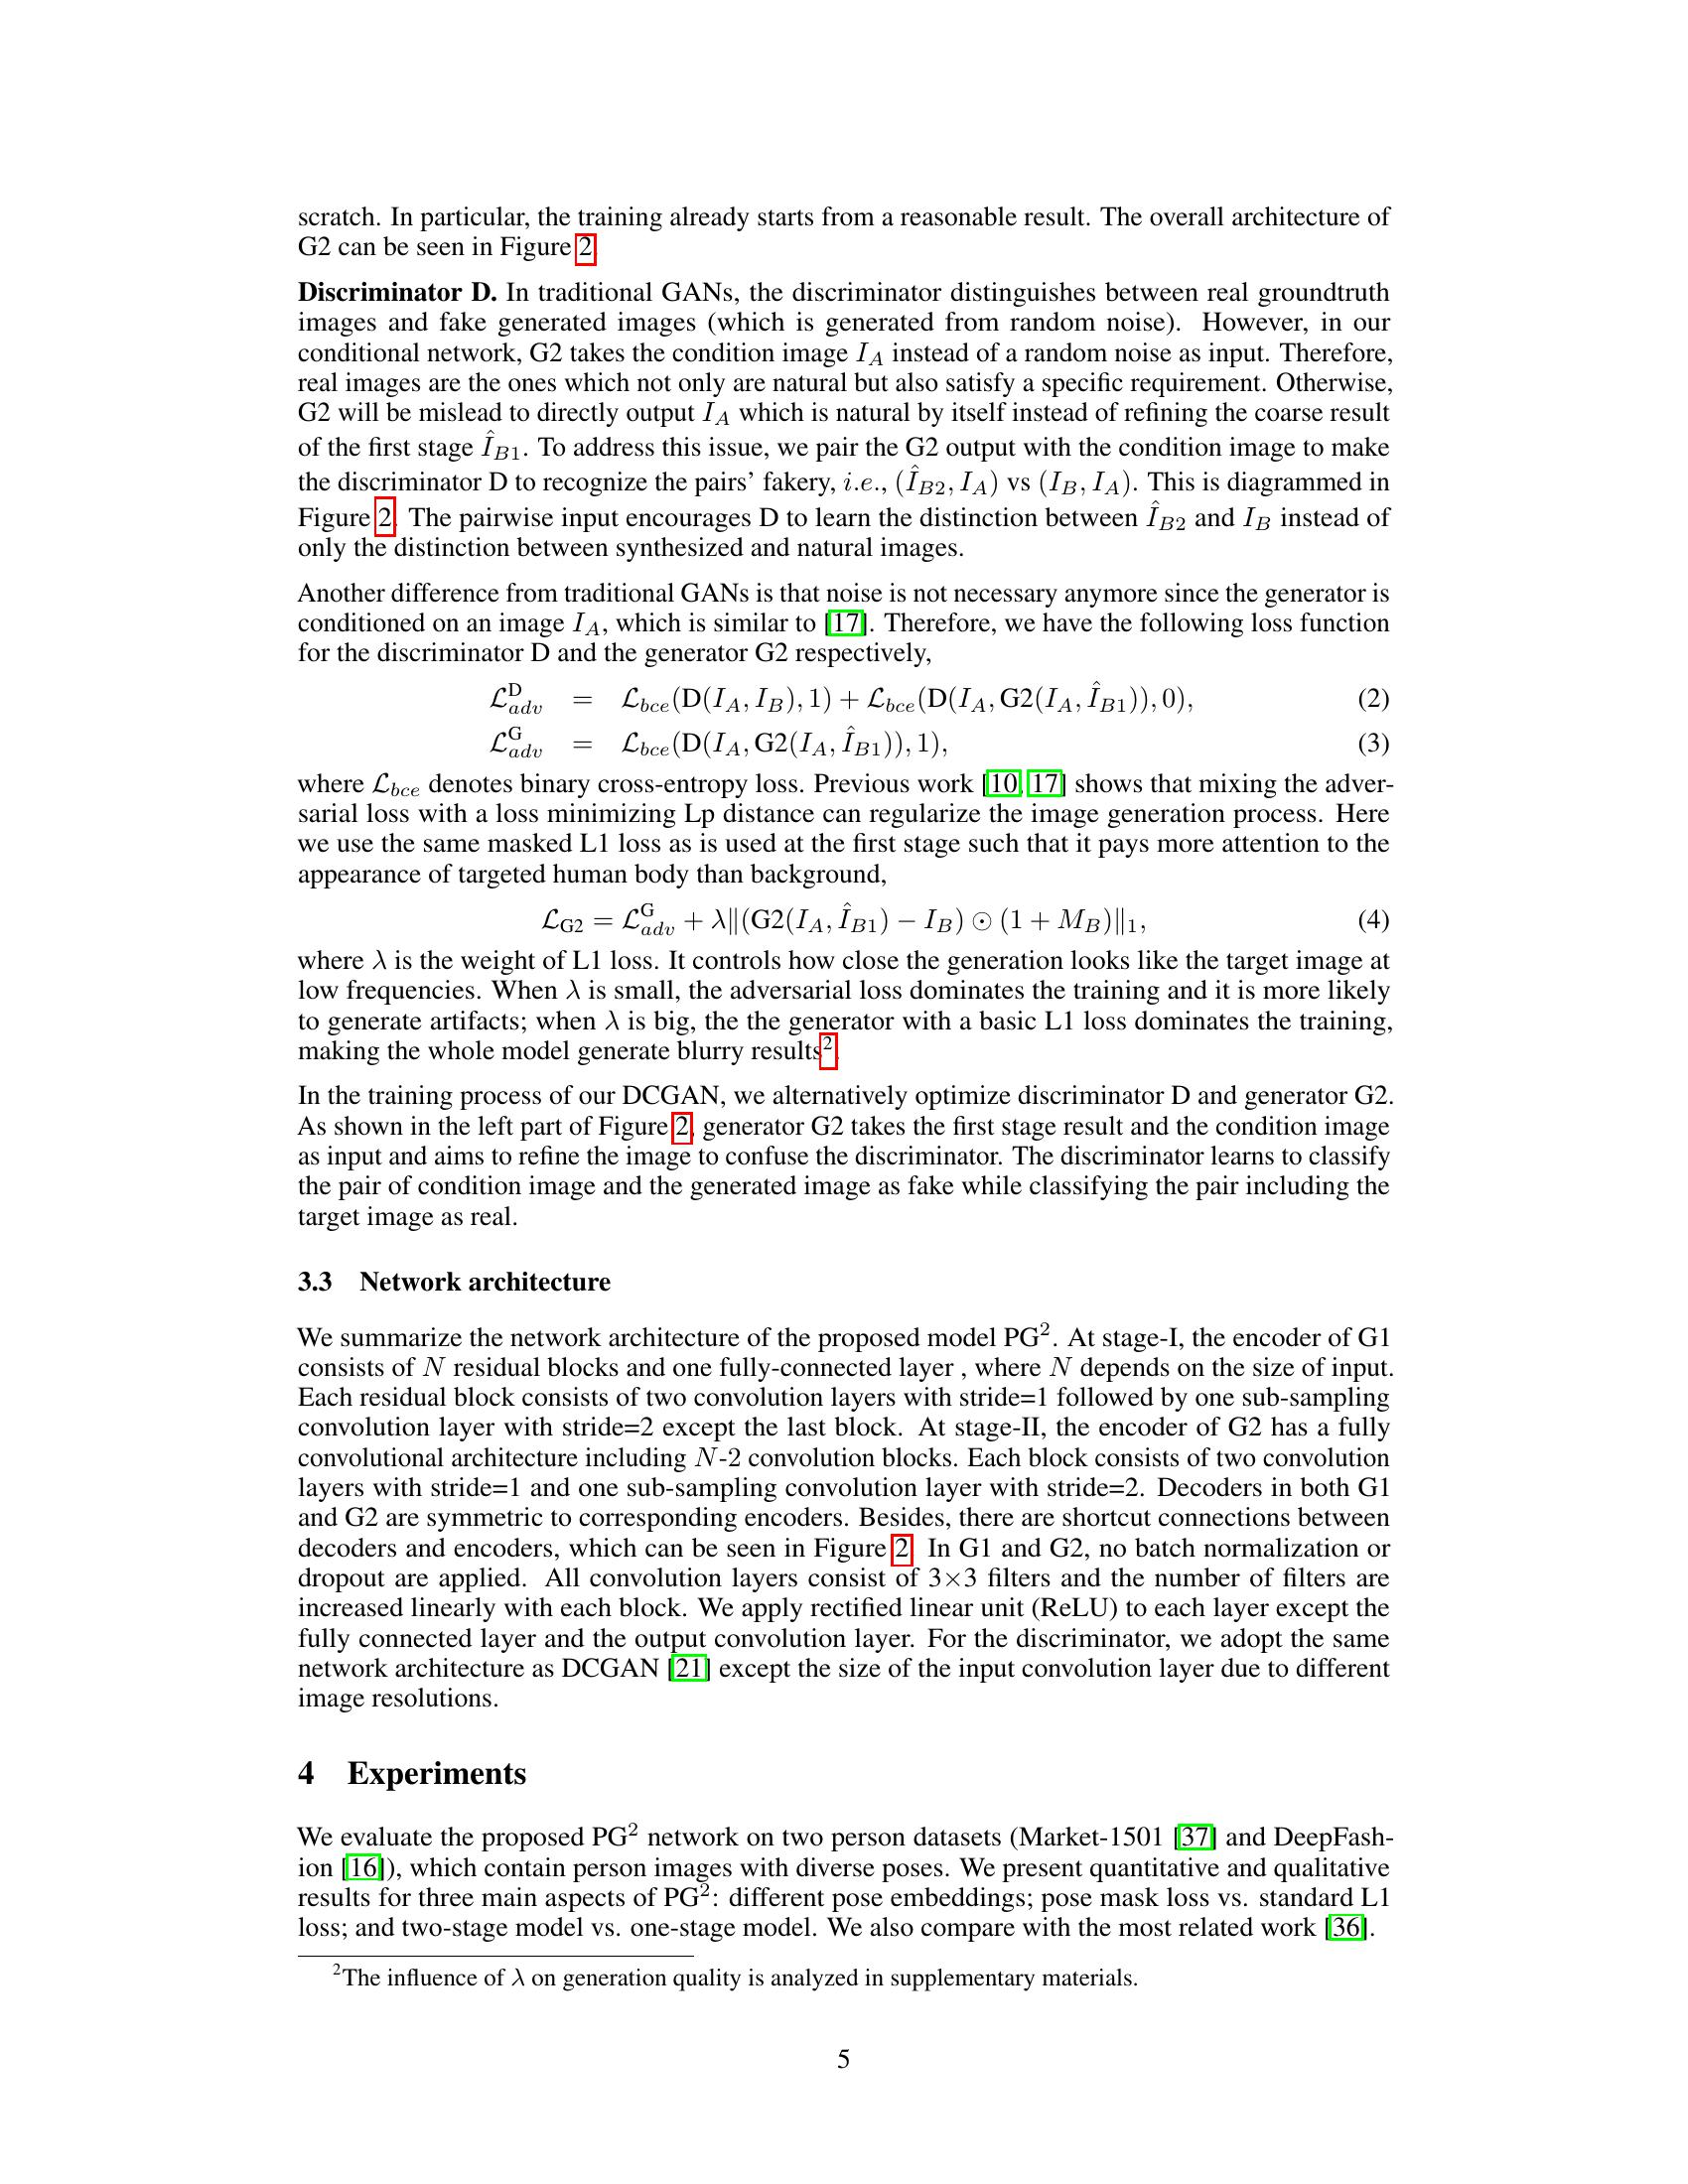 scratch. In particular, the training already starts from a reasonable result. The overall architecture of
G2 can be seen in Figure 2.
Discriminator D. In traditional GANs, the discriminator distinguishes between real groundtruth
images and fake generated images (which is generated from random noise). However, in our
conditional network, G2 takes the condition image I_A instead of a random noise as input. Therefore,
real images are the ones which not only are natural but also satisfy a specific requirement. Otherwise,
G2 will be mislead to directly output I_A which is natural by itself instead of refining the coarse result
of the first stage Î_{B1}. To address this issue, we pair the G2 output with the condition image to make
the discriminator D to recognize the pairs' fakery, i.e., (Î_{B2}, I_A) vs (I_B, I_A). This is diagrammed in
Figure 2. The pairwise input encourages D to learn the distinction between Î_{B2} and I_B instead of
only the distinction between synthesized and natural images.
Another difference from traditional GANs is that noise is not necessary anymore since the generator is
conditioned on an image I_A, which is similar to [17]. Therefore, we have the following loss function
for the discriminator D and the generator G2 respectively,
L^D_{adv} = L_{bce}(D(I_A, I_B), 1) + L_{bce}(D(I_A, G2(I_A, Î_{B1})), 0), (2)
L^G_{adv} = L_{bce}(D(I_A, G2(I_A, Î_{B1})), 1), (3)
where L_{bce} denotes binary cross-entropy loss. Previous work [10, 17] shows that mixing the adver-
sarial loss with a loss minimizing Lp distance can regularize the image generation process. Here
we use the same masked L1 loss as is used at the first stage such that it pays more attention to the
appearance of targeted human body than background,
L_{G2} = L^G_{adv} + λ‖(G2(I_A, Î_{B1}) − I_B) ⊙ (1 + M_B)‖_1, (4)
where λ is the weight of L1 loss. It controls how close the generation looks like the target image at
low frequencies. When λ is small, the adversarial loss dominates the training and it is more likely
to generate artifacts; when λ is big, the the generator with a basic L1 loss dominates the training,
making the whole model generate blurry results².
In the training process of our DCGAN, we alternatively optimize discriminator D and generator G2.
As shown in the left part of Figure 2, generator G2 takes the first stage result and the condition image
as input and aims to refine the image to confuse the discriminator. The discriminator learns to classify
the pair of condition image and the generated image as fake while classifying the pair including the
target image as real.
3.3 Network architecture
We summarize the network architecture of the proposed model PG². At stage-I, the encoder of G1
consists of N residual blocks and one fully-connected layer , where N depends on the size of input.
Each residual block consists of two convolution layers with stride=1 followed by one sub-sampling
convolution layer with stride=2 except the last block. At stage-II, the encoder of G2 has a fully
convolutional architecture including N-2 convolution blocks. Each block consists of two convolution
layers with stride=1 and one sub-sampling convolution layer with stride=2. Decoders in both G1
and G2 are symmetric to corresponding encoders. Besides, there are shortcut connections between
decoders and encoders, which can be seen in Figure 2. In G1 and G2, no batch normalization or
dropout are applied. All convolution layers consist of 3×3 filters and the number of filters are
increased linearly with each block. We apply rectified linear unit (ReLU) to each layer except the
fully connected layer and the output convolution layer. For the discriminator, we adopt the same
network architecture as DCGAN [21] except the size of the input convolution layer due to different
image resolutions.
4 Experiments
We evaluate the proposed PG² network on two person datasets (Market-1501 [37] and DeepFash-
ion [16]), which contain person images with diverse poses. We present quantitative and qualitative
results for three main aspects of PG²: different pose embeddings; pose mask loss vs. standard L1
loss; and two-stage model vs. one-stage model. We also compare with the most related work [36].
²The influence of λ on generation quality is analyzed in supplementary materials.
5